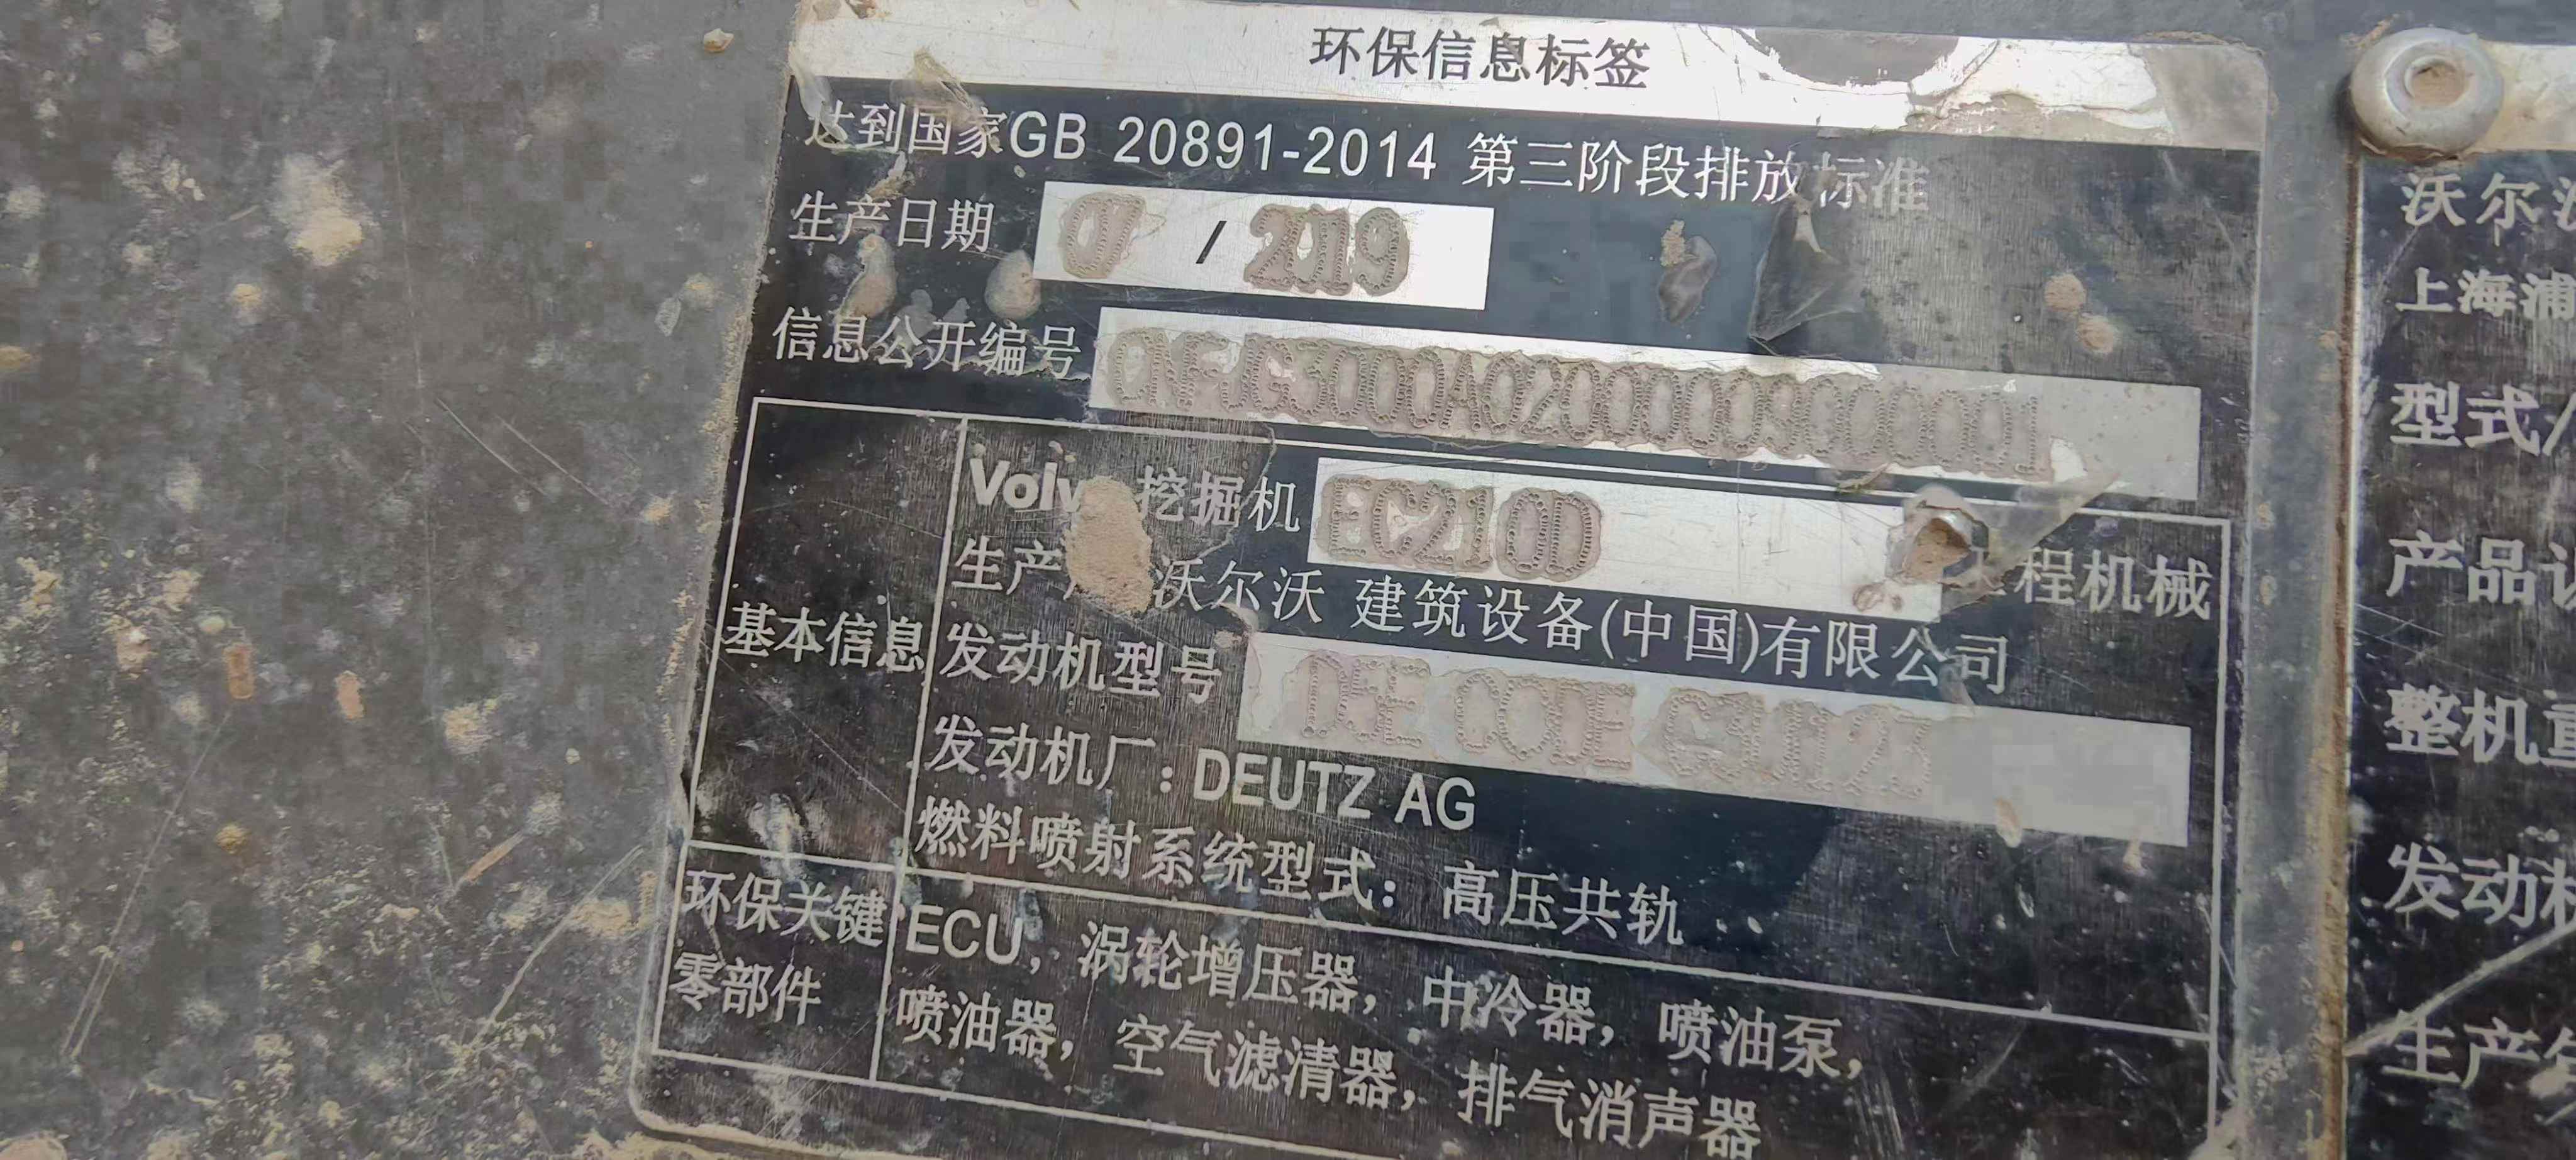 环保信息标签
达到国家GB 20891-2014 第三阶段排放标准
生产日期 / 2019
信息公开编号
Volv 挖掘机 EC210D 工程机械
生产 沃尔沃 建筑设备(中国)有限公司
基本信息
发动机型号
发动机厂：DEUTZ AG
燃料喷射系统型式：高压共轨
环保关键
零部件
ECU，涡轮增压器，中冷器，喷油泵，
喷油器，空气滤清器，排气消声器
沃尔
上海浦
型式/
产品
整机
发动
生产